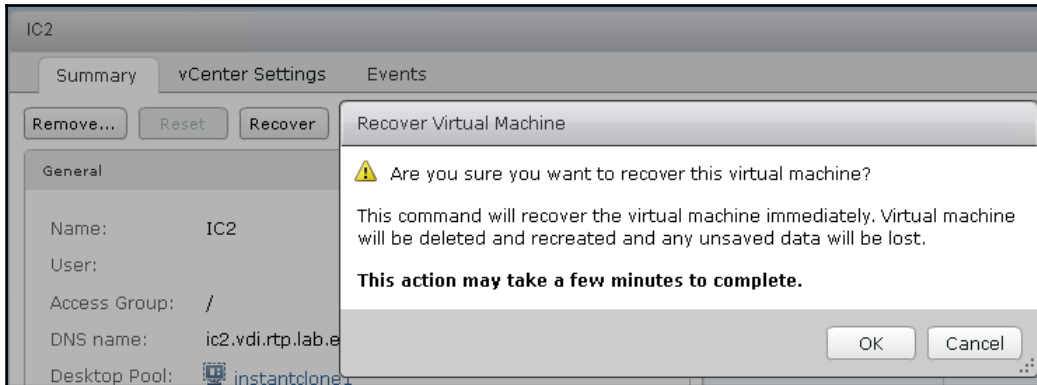 IC2
Summary vCenter Settings Events
Remove... Reset Recover
Recover Virtual Machine
General
Are you sure you want to recover this virtual machine?
This command will recover the virtual machine immediately. Virtual machine
will be deleted and recreated and any unsaved data will be lost.
This action may take a few minutes to complete.
Name: IC2
User:
Access Group: /
DNS name: ic2.vdi.rtp.lab.e
Desktop Pool: instantclone1
OK Cancel